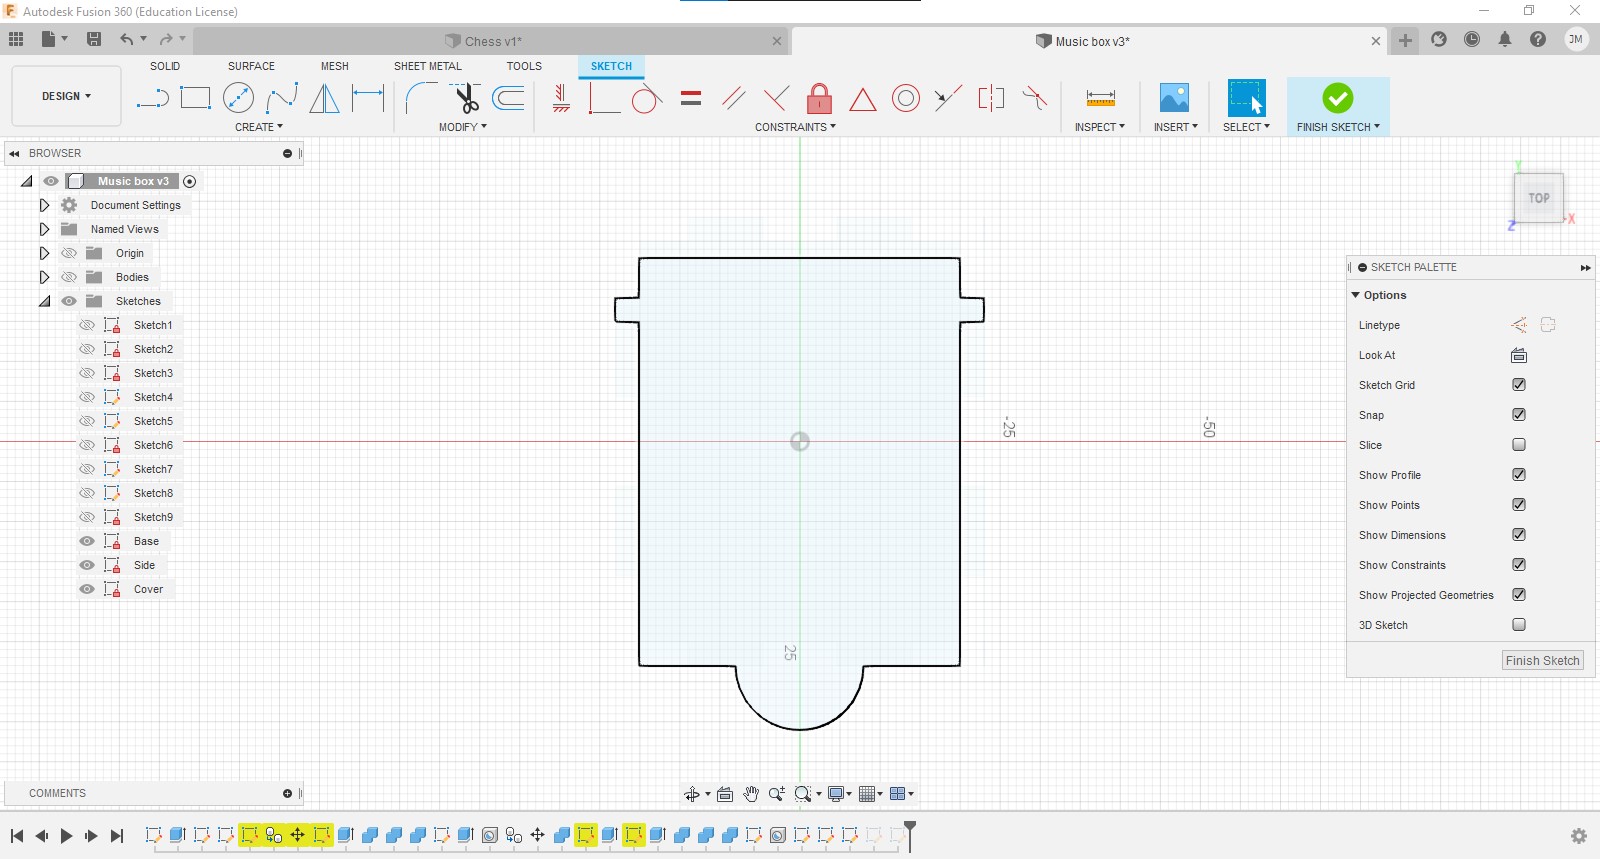 Autodesk Fusion 360 (Education License)
Chess v1*
Music box v3*
JM
DESIGN
SOLID
SURFACE
MESH
SHEET METAL
TOOLS
SKETCH
CREATE
MODIFY
CONSTRAINTS
INSPECT
INSERT
SELECT
FINISH SKETCH
BROWSER
Music box v3
Document Settings
Named Views
Origin
Bodies
Sketches
Sketch1
Sketch2
Sketch3
Sketch4
Sketch5
Sketch6
Sketch7
Sketch8
Sketch9
Base
Side
Cover
-25
-50
25
Y
TOP
X
Z
SKETCH PALETTE
Options
Linetype
Look At
Sketch Grid
Snap
Slice
Show Profile
Show Points
Show Dimensions
Show Constraints
Show Projected Geometries
3D Sketch
Finish Sketch
COMMENTS